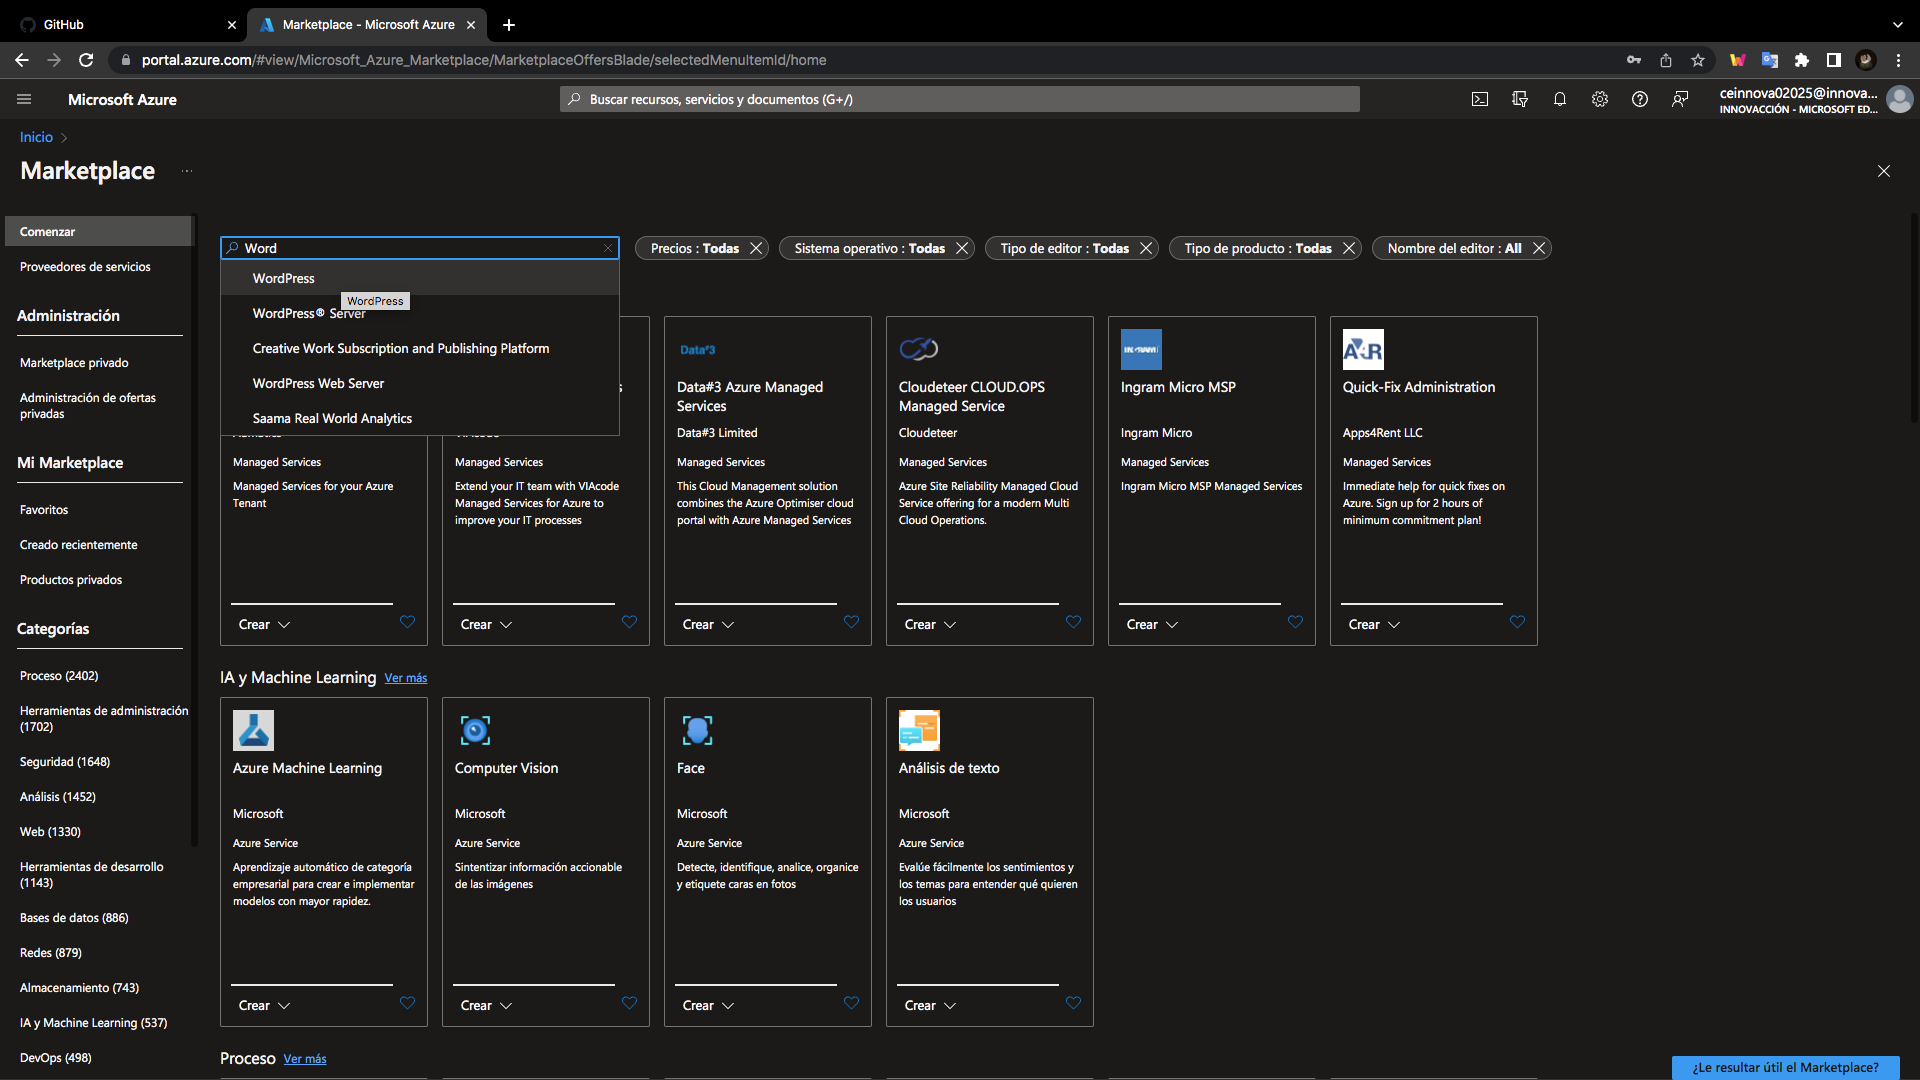 GitHub
Marketplace - Microsoft Azure
portal.azure.com/#view/Microsoft_Azure_Marketplace/MarketplaceOffersBlade/selectedMenuItemId/home
Microsoft Azure
Buscar recursos, servicios y documentos (G+/)
ceinnova02025@innova...
INNOVACCIÓN - MICROSOFT ED...
Inicio
Marketplace
...
Comenzar
Proveedores de servicios
Administración
Marketplace privado
Administración de ofertas
privadas
Mi Marketplace
Favoritos
Creado recientemente
Productos privados
Categorías
Proceso (2402)
Herramientas de administración
(1702)
Seguridad (1648)
Análisis (1452)
Web (1330)
Herramientas de desarrollo
(1143)
Bases de datos (886)
Redes (879)
Almacenamiento (743)
IA y Machine Learning (537)
DevOps (498)
Word
Precios : Todas
Sistema operativo : Todas
Tipo de editor : Todas
Tipo de producto : Todas
Nombre del editor : All
WordPress
WordPress
WordPress® Server
Creative Work Subscription and Publishing Platform
WordPress Web Server
Saama Real World Analytics
Managed Services
Managed Services for your Azure
Tenant
Crear
Managed Services
Extend your IT team with VIAcode
Managed Services for Azure to
improve your IT processes
Crear
Data#3
Data#3 Azure Managed
Services
Data#3 Limited
Managed Services
This Cloud Management solution
combines the Azure Optimiser cloud
portal with Azure Managed Services
Crear
Cloudeteer CLOUD.OPS
Managed Service
Cloudeteer
Managed Services
Azure Site Reliability Managed Cloud
Service offering for a modern Multi
Cloud Operations.
Crear
INGRAM
Ingram Micro MSP
Ingram Micro
Managed Services
Ingram Micro MSP Managed Services
Crear
A4R
Quick-Fix Administration
Apps4Rent LLC
Managed Services
Immediate help for quick fixes on
Azure. Sign up for 2 hours of
minimum commitment plan!
Crear
IA y Machine Learning Ver más
Azure Machine Learning
Microsoft
Azure Service
Aprendizaje automático de categoría
empresarial para crear e implementar
modelos con mayor rapidez.
Crear
Computer Vision
Microsoft
Azure Service
Sintentizar información accionable
de las imágenes
Crear
Face
Microsoft
Azure Service
Detecte, identifique, analice, organice
y etiquete caras en fotos
Crear
Análisis de texto
Microsoft
Azure Service
Evalúe fácilmente los sentimientos y
los temas para entender qué quieren
los usuarios
Crear
Proceso Ver más
¿Le resultar útil el Marketplace?